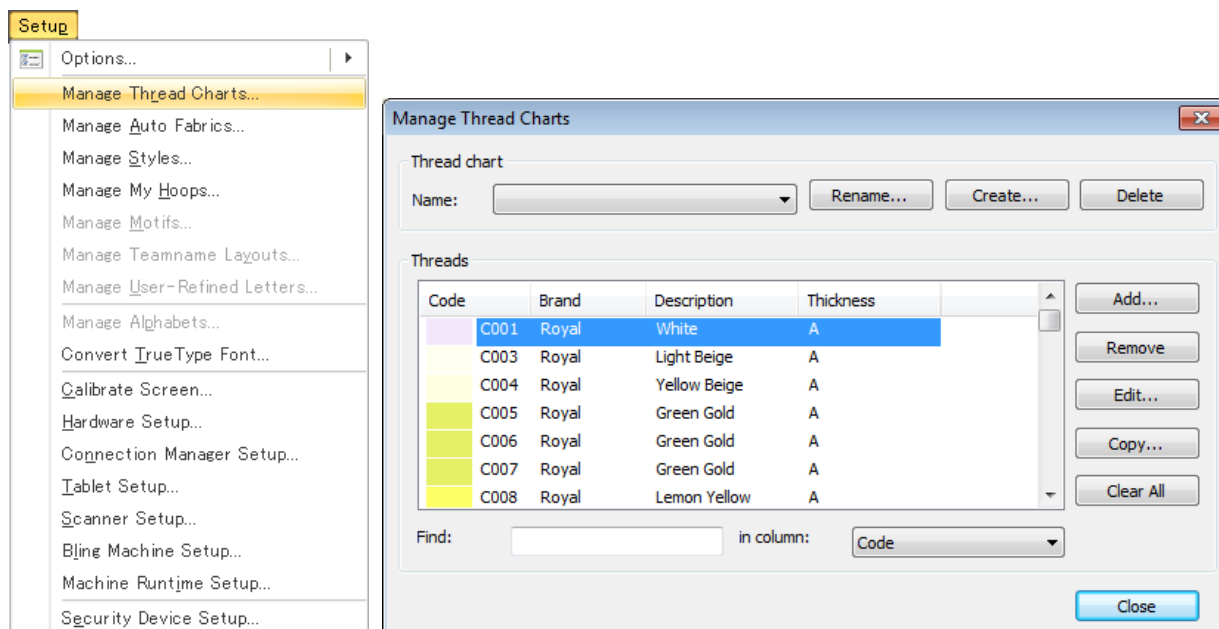 Setup
Options...
Manage Thread Charts...
Manage Auto Fabrics...
Manage Styles...
Manage My Hoops...
Manage Motifs...
Manage Teamname Layouts...
Manage User-Refined Letters...
Manage Alphabets...
Convert TrueType Font...
Calibrate Screen...
Hardware Setup...
Connection Manager Setup...
Tablet Setup...
Scanner Setup...
Bling Machine Setup...
Machine Runtime Setup...
Security Device Setup...
Manage Thread Charts
Thread chart
Name: Rename... Create... Delete
Threads
Code Brand Description Thickness
C001 Royal White A
C003 Royal Light Beige A
C004 Royal Yellow Beige A
C005 Royal Green Gold A
C006 Royal Green Gold A
C007 Royal Green Gold A
C008 Royal Lemon Yellow A
Add...
Remove
Edit...
Copy...
Clear All
Find: in column: Code
Close